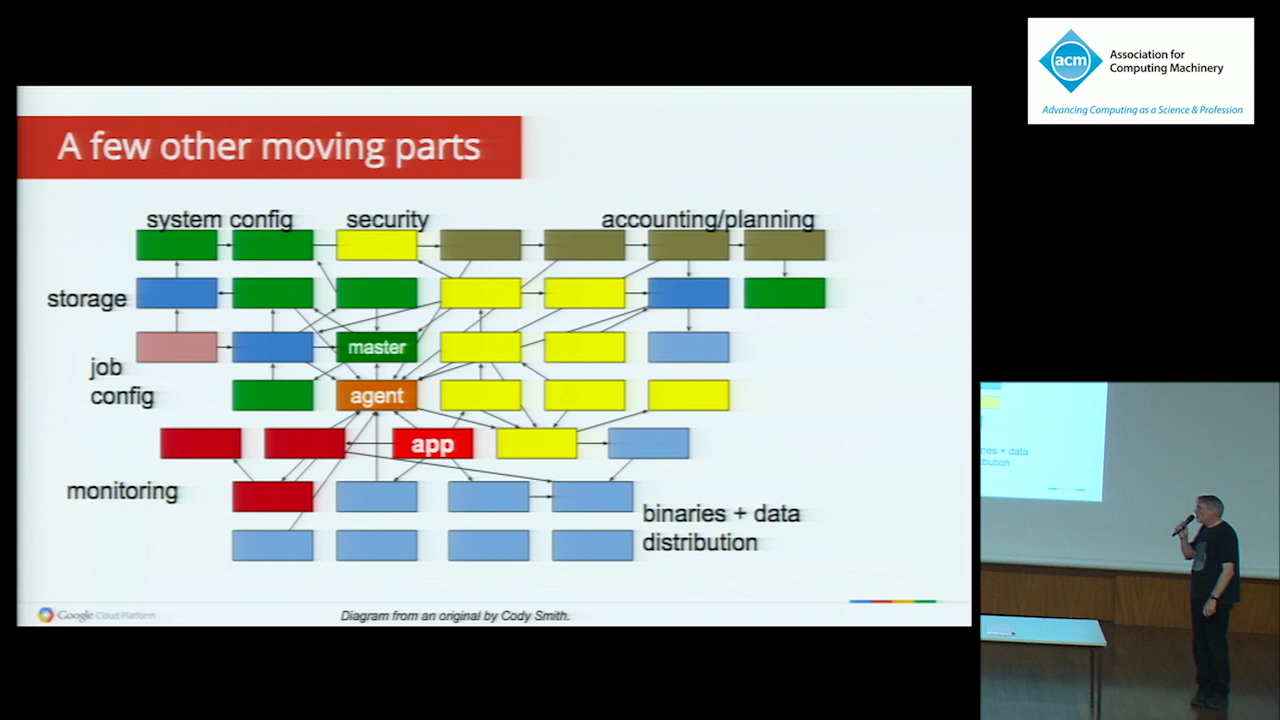 acm
Association for
Computing Machinery
Advancing Computing as a Science & Profession
A few other moving parts
system config
security
accounting/planning
storage
master
job
config
agent
app
monitoring
binaries + data
distribution
Google Cloud Platform
Diagram from an original by Cody Smith.